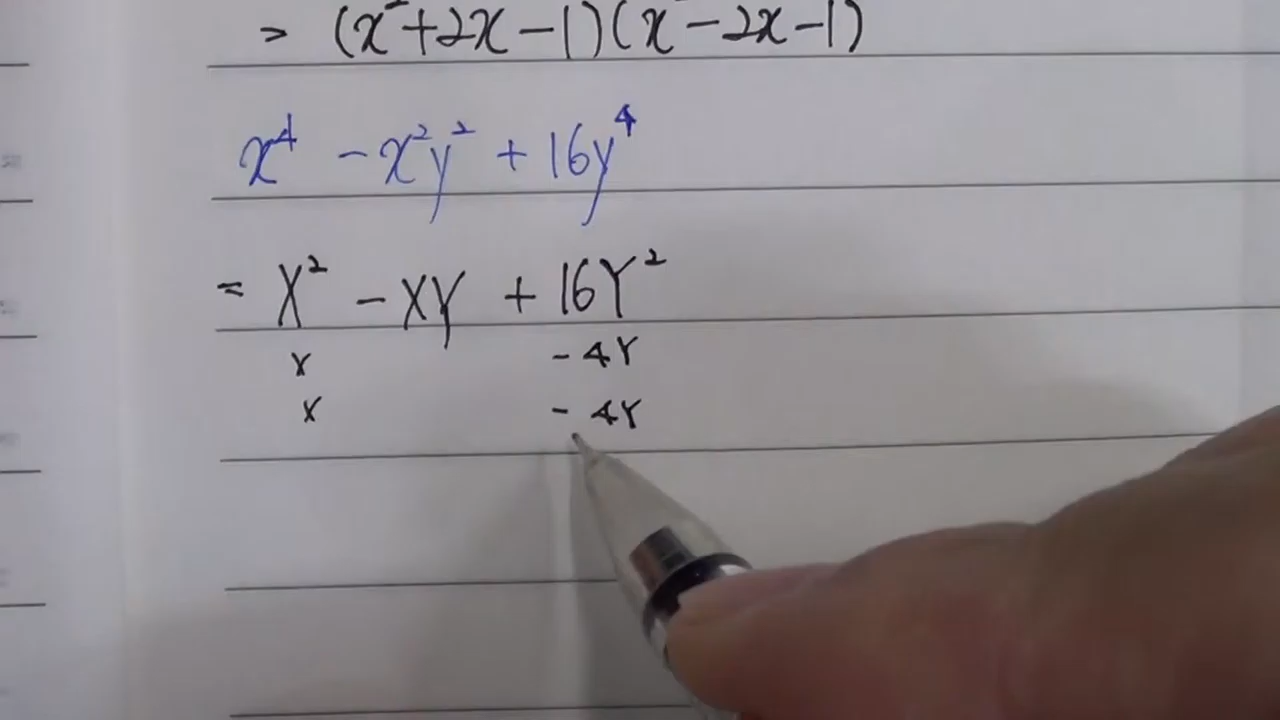 = (x²+2x-1)(x²-2x-1)
x⁴ - x²y² + 16y⁴
= X² - XY + 16Y²
X - 4Y
X - 4Y